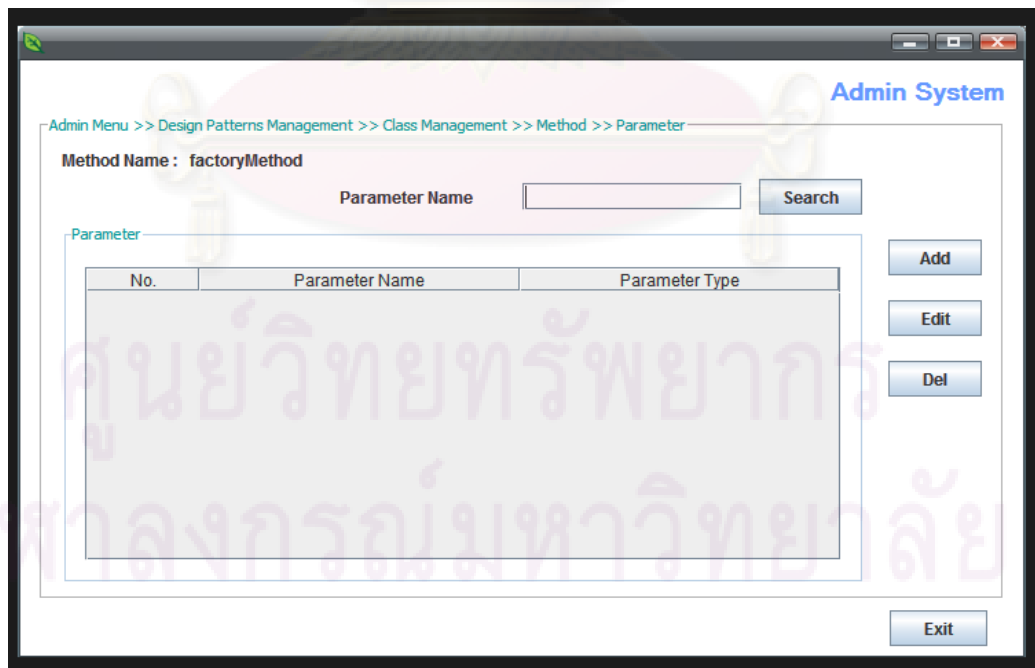 Admin System
Admin Menu >> Design Patterns Management >> Class Management >> Method >> Parameter
Method Name : factoryMethod
Parameter Name Search
Parameter
No. Parameter Name Parameter Type
Add
Edit
Del
ศูนย์วิทยทรัพยากร
จุฬาลงกรณ์มหาวิทยาลัย
Exit